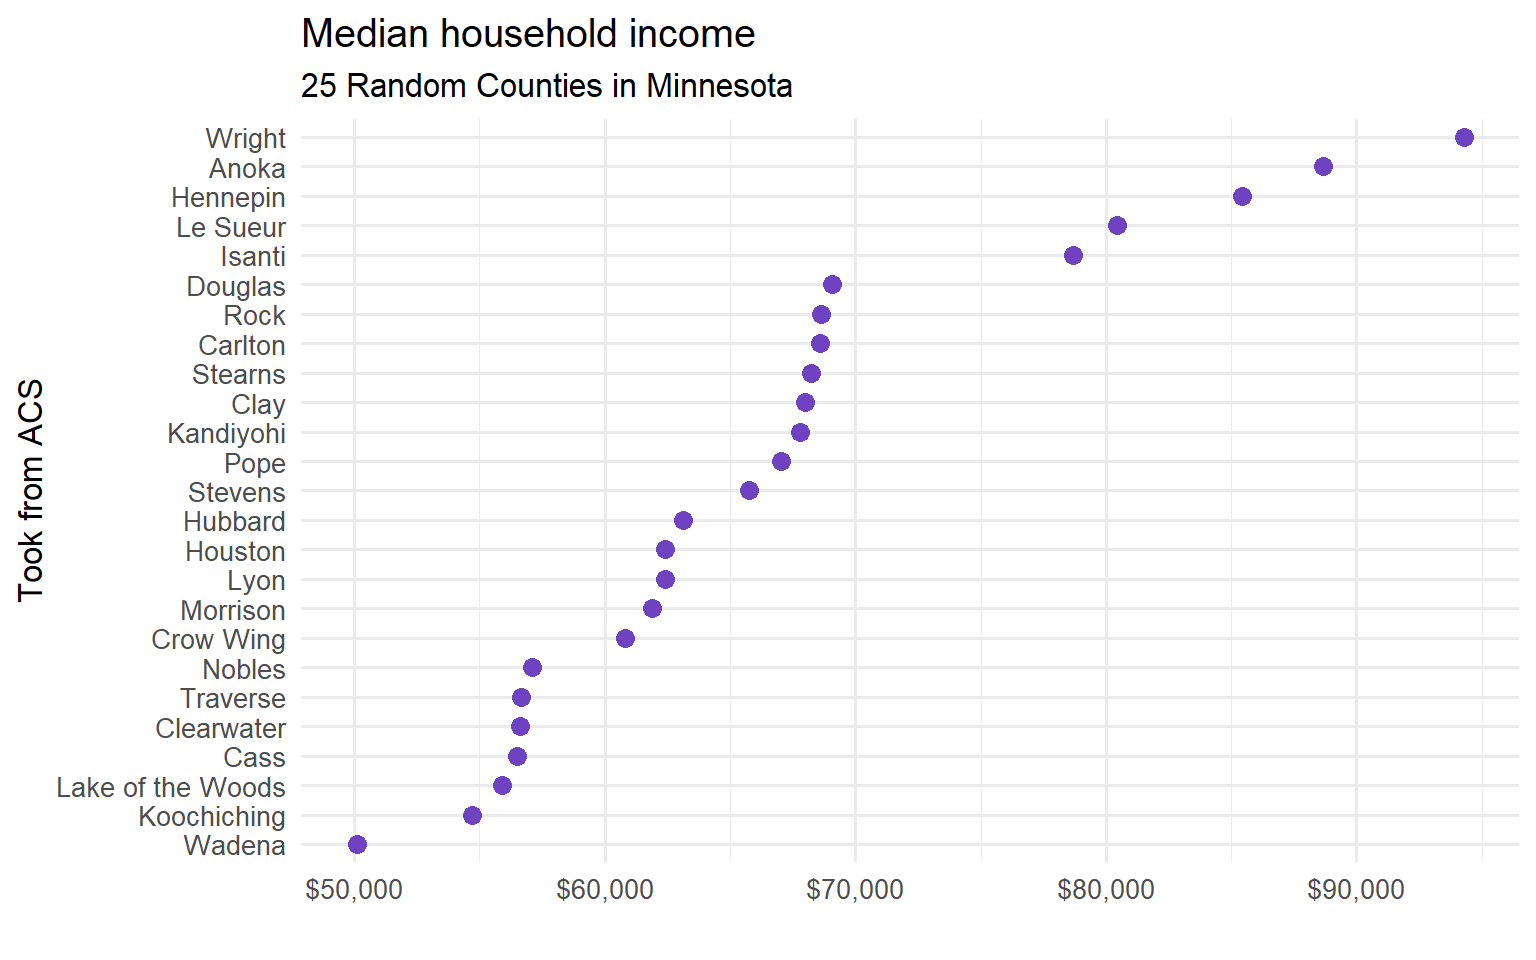 Median household income
25 Random Counties in Minnesota
Took from ACS
Wright
Anoka
Hennepin
Le Sueur
Isanti
Douglas
Rock
Carlton
Stearns
Clay
Kandiyohi
Pope
Stevens
Hubbard
Houston
Lyon
Morrison
Crow Wing
Nobles
Traverse
Clearwater
Cass
Lake of the Woods
Koochiching
Wadena
$50,000 $60,000 $70,000 $80,000 $90,000